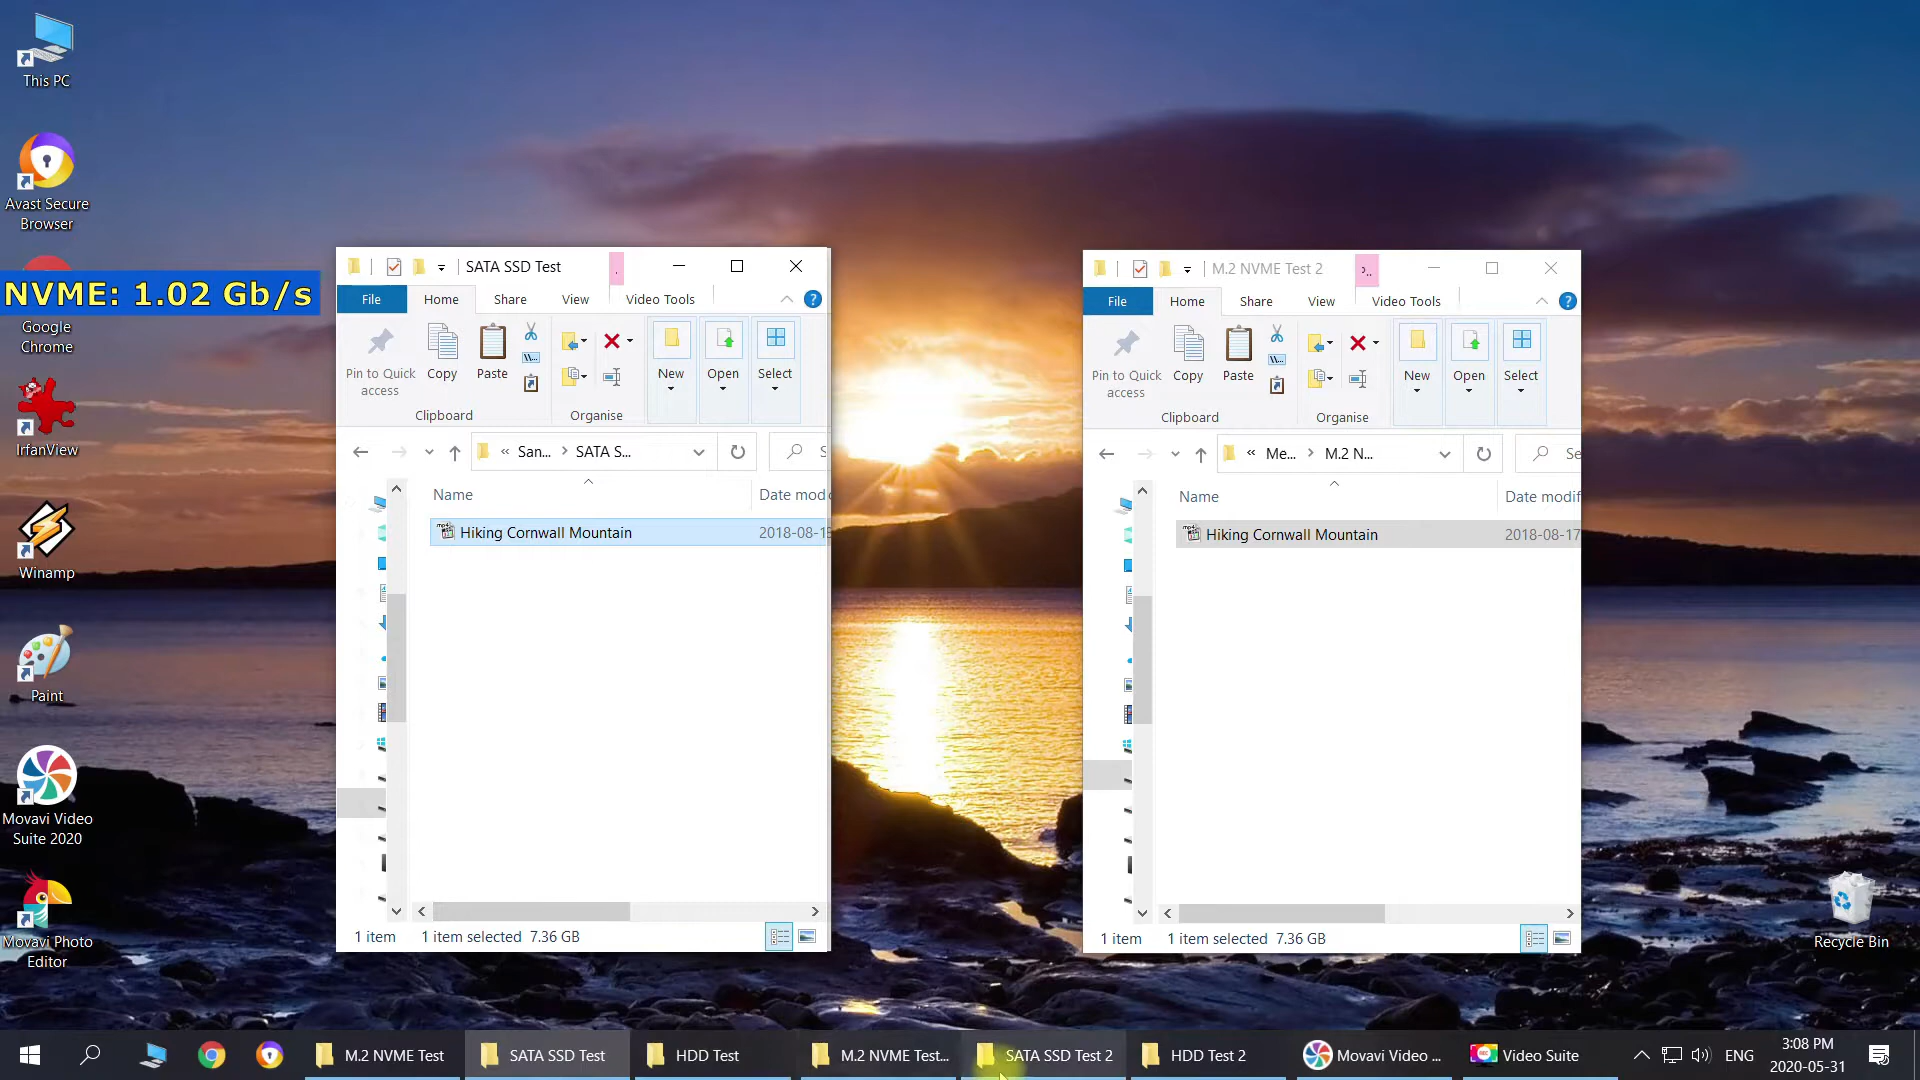 This PC
Avast Secure
Browser
NVME: 1.02 Gb/s
Google
Chrome
IrfanView
Winamp
Paint
Movavi Video
Suite 2020
Movavi Photo
Editor
SATA SSD Test
File
Home
Share
View
Video Tools
Pin to Quick
access
Copy
Paste
New
Open
Select
Clipboard
Organise
« San... > SATA S...
S
Name
Date mod
Hiking Cornwall Mountain
2018-08-1
1 item
1 item selected 7.36 GB
M.2 NVME Test 2
File
Home
Share
View
Video Tools
Pin to Quick
access
Copy
Paste
New
Open
Select
Clipboard
Organise
« Me... > M.2 N...
Se
Name
Date modif
Hiking Cornwall Mountain
2018-08-17
1 item
1 item selected 7.36 GB
Recycle Bin
M.2 NVME Test
SATA SSD Test
HDD Test
M.2 NVME Test...
SATA SSD Test 2
HDD Test 2
Movavi Video ...
Video Suite
ENG
3:08 PM
2020-05-31